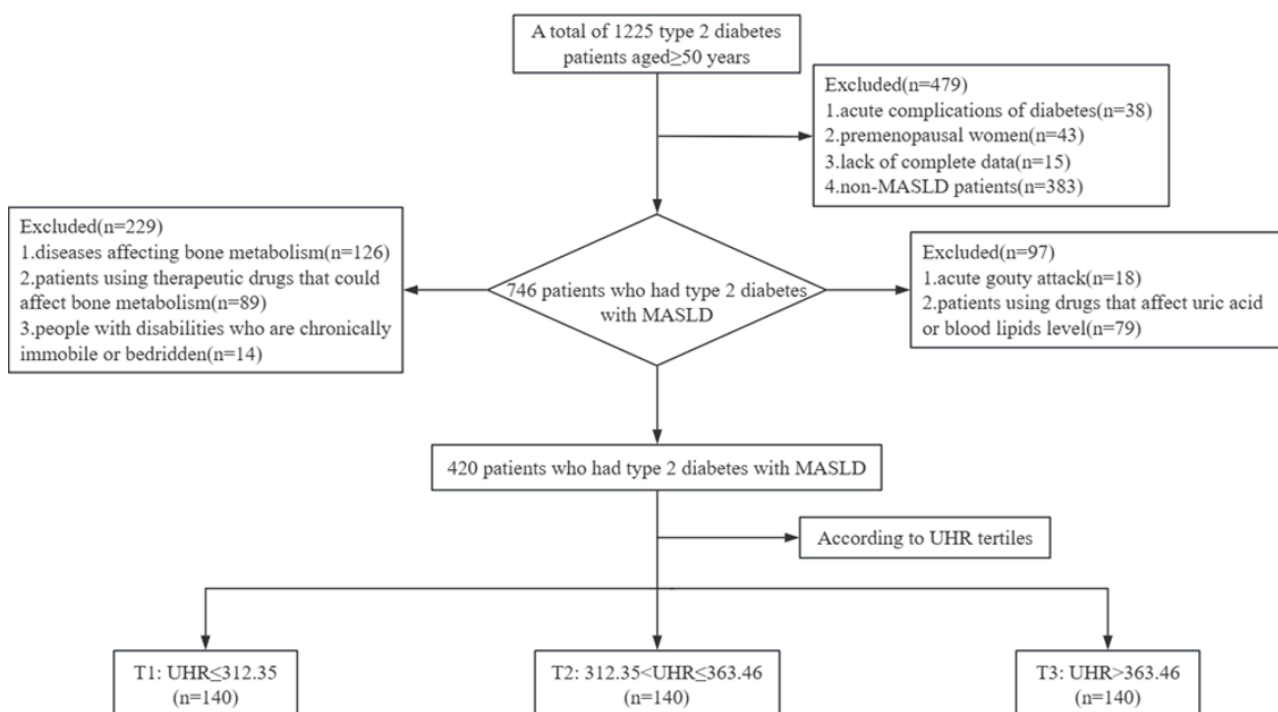 A total of 1225 type 2 diabetes
patients aged≥50 years
Excluded(n=479)
1.acute complications of diabetes(n=38)
2.premenopausal women(n=43)
3.lack of complete data(n=15)
4.non-MASLD patients(n=383)
Excluded(n=229)
1.diseases affecting bone metabolism(n=126)
2.patients using therapeutic drugs that could
affect bone metabolism(n=89)
3.people with disabilities who are chronically
immobile or bedridden(n=14)
746 patients who had type 2 diabetes
with MASLD
Excluded(n=97)
1.acute gouty attack(n=18)
2.patients using drugs that affect uric acid
or blood lipids level(n=79)
420 patients who had type 2 diabetes with MASLD
According to UHR tertiles
T1: UHR≤312.35
(n=140)
T2: 312.35<UHR≤363.46
(n=140)
T3: UHR>363.46
(n=140)